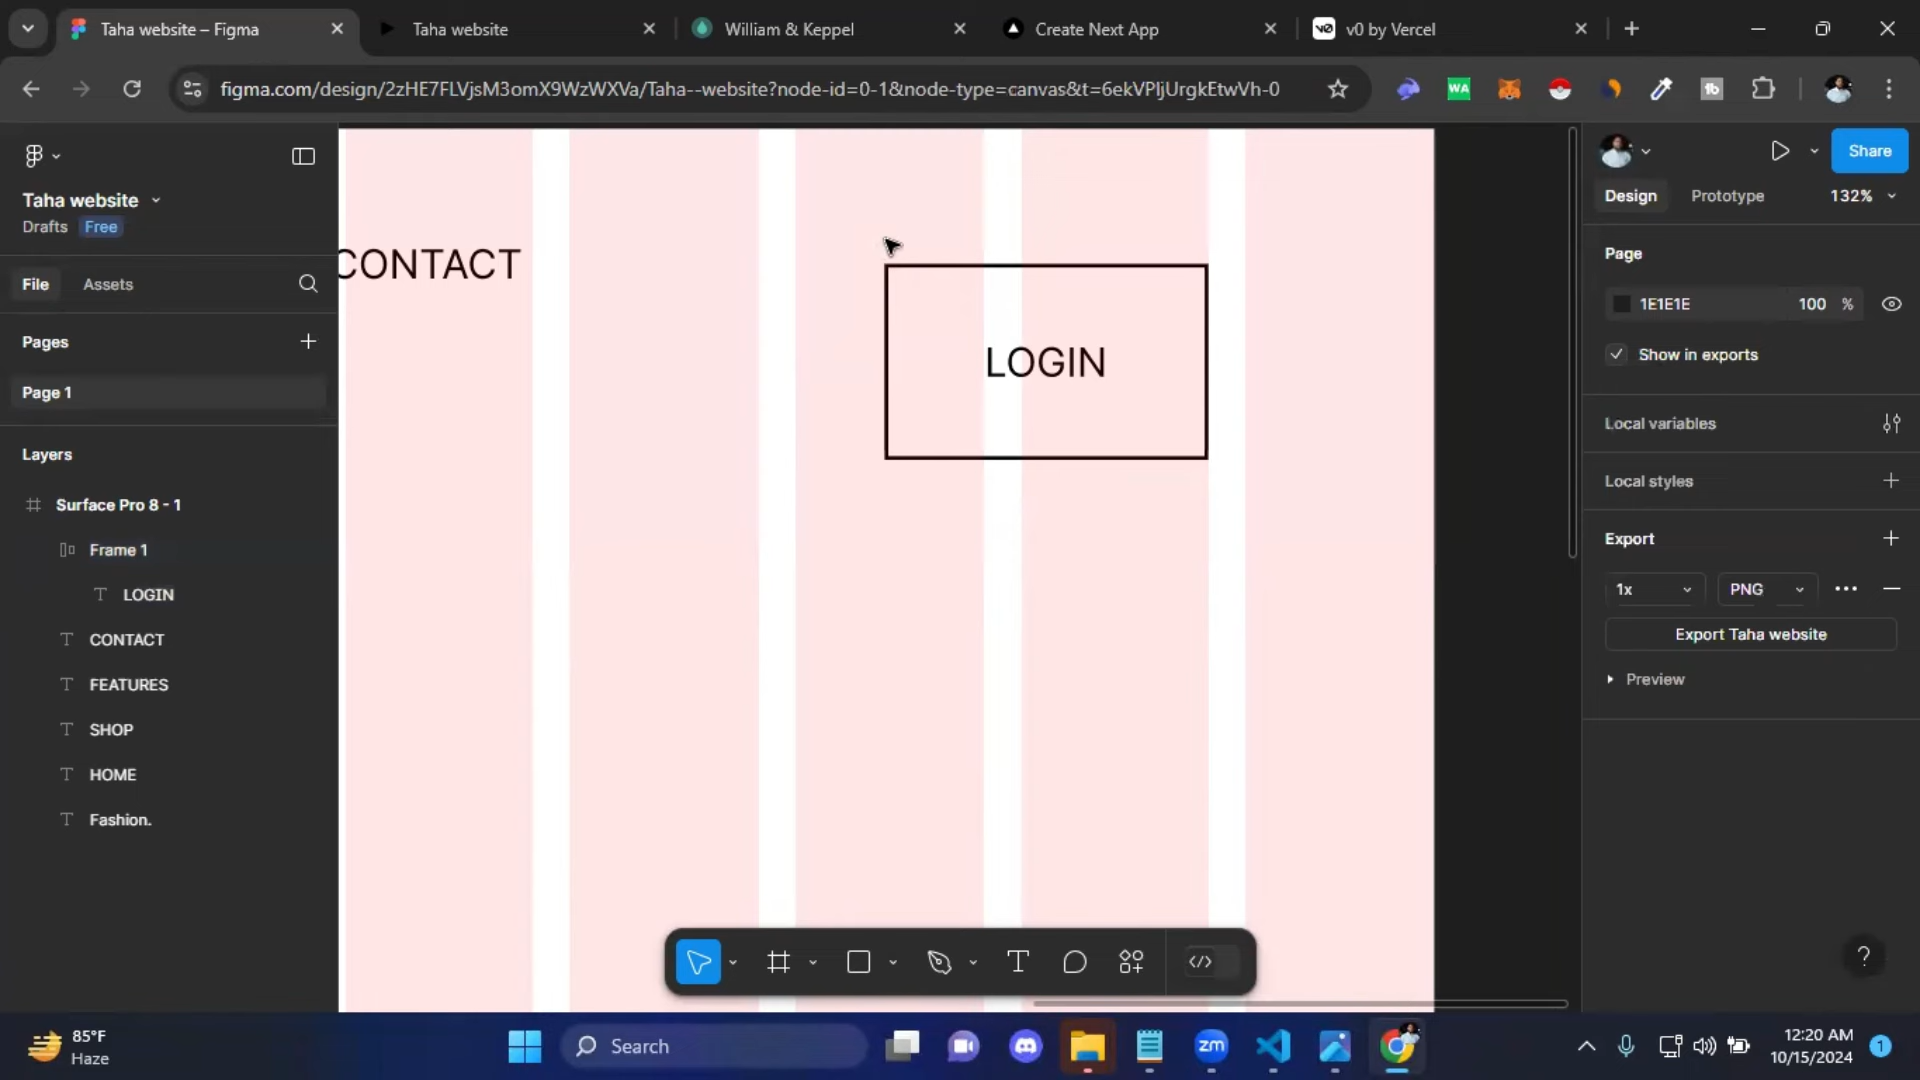 Taha website – Figma
Taha website
William & Keppel
Create Next App
v0 by Vercel
figma.com/design/2zHE7FLVjsM3omX9WzWXVa/Taha--website?node-id=0-1&node-type=canvas&t=6ekVPljUrgkEtwVh-0
WA
Taha website
Drafts Free
File Assets
Pages
Page 1
Layers
Surface Pro 8 - 1
Frame 1
LOGIN
CONTACT
FEATURES
SHOP
HOME
Fashion.
CONTACT
LOGIN
Share
Design Prototype 132%
Page
1E1E1E 100 %
Show in exports
Local variables
Local styles
Export
1x PNG
Export Taha website
Preview
?
85°F
Haze
Search
zm
12:20 AM
10/15/2024
1